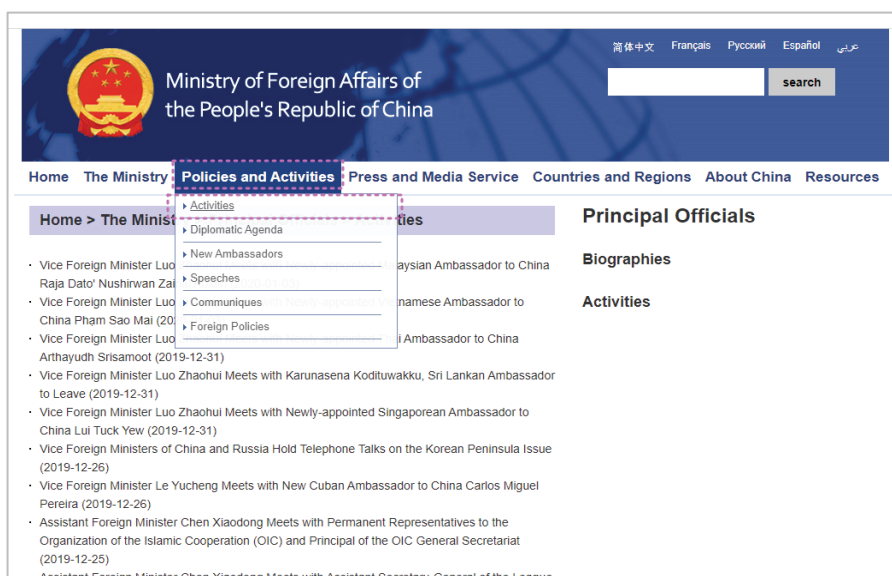 简体中文 Français Русский Español عربي
Ministry of Foreign Affairs of
the People's Republic of China
search
Home The Ministry Policies and Activities Press and Media Service Countries and Regions About China Resources
Activities
Diplomatic Agenda
New Ambassadors
Speeches
Communiques
Foreign Policies
Home > The Minist ties
Principal Officials
Biographies
Activities
· Vice Foreign Minister Luo aysian Ambassador to China
Raja Dato' Nushirwan Zai
· Vice Foreign Minister Luo namese Ambassador to
China Phạm Sao Mai (20
· Vice Foreign Minister Luo Ambassador to China
Arthayudh Srisamoot (2019-12-31)
· Vice Foreign Minister Luo Zhaohui Meets with Karunasena Kodituwakku, Sri Lankan Ambassador
to Leave (2019-12-31)
· Vice Foreign Minister Luo Zhaohui Meets with Newly-appointed Singaporean Ambassador to
China Lui Tuck Yew (2019-12-31)
· Vice Foreign Ministers of China and Russia Hold Telephone Talks on the Korean Peninsula Issue
(2019-12-26)
· Vice Foreign Minister Le Yucheng Meets with New Cuban Ambassador to China Carlos Miguel
Pereira (2019-12-26)
· Assistant Foreign Minister Chen Xiaodong Meets with Permanent Representatives to the
Organization of the Islamic Cooperation (OIC) and Principal of the OIC General Secretariat
(2019-12-25)